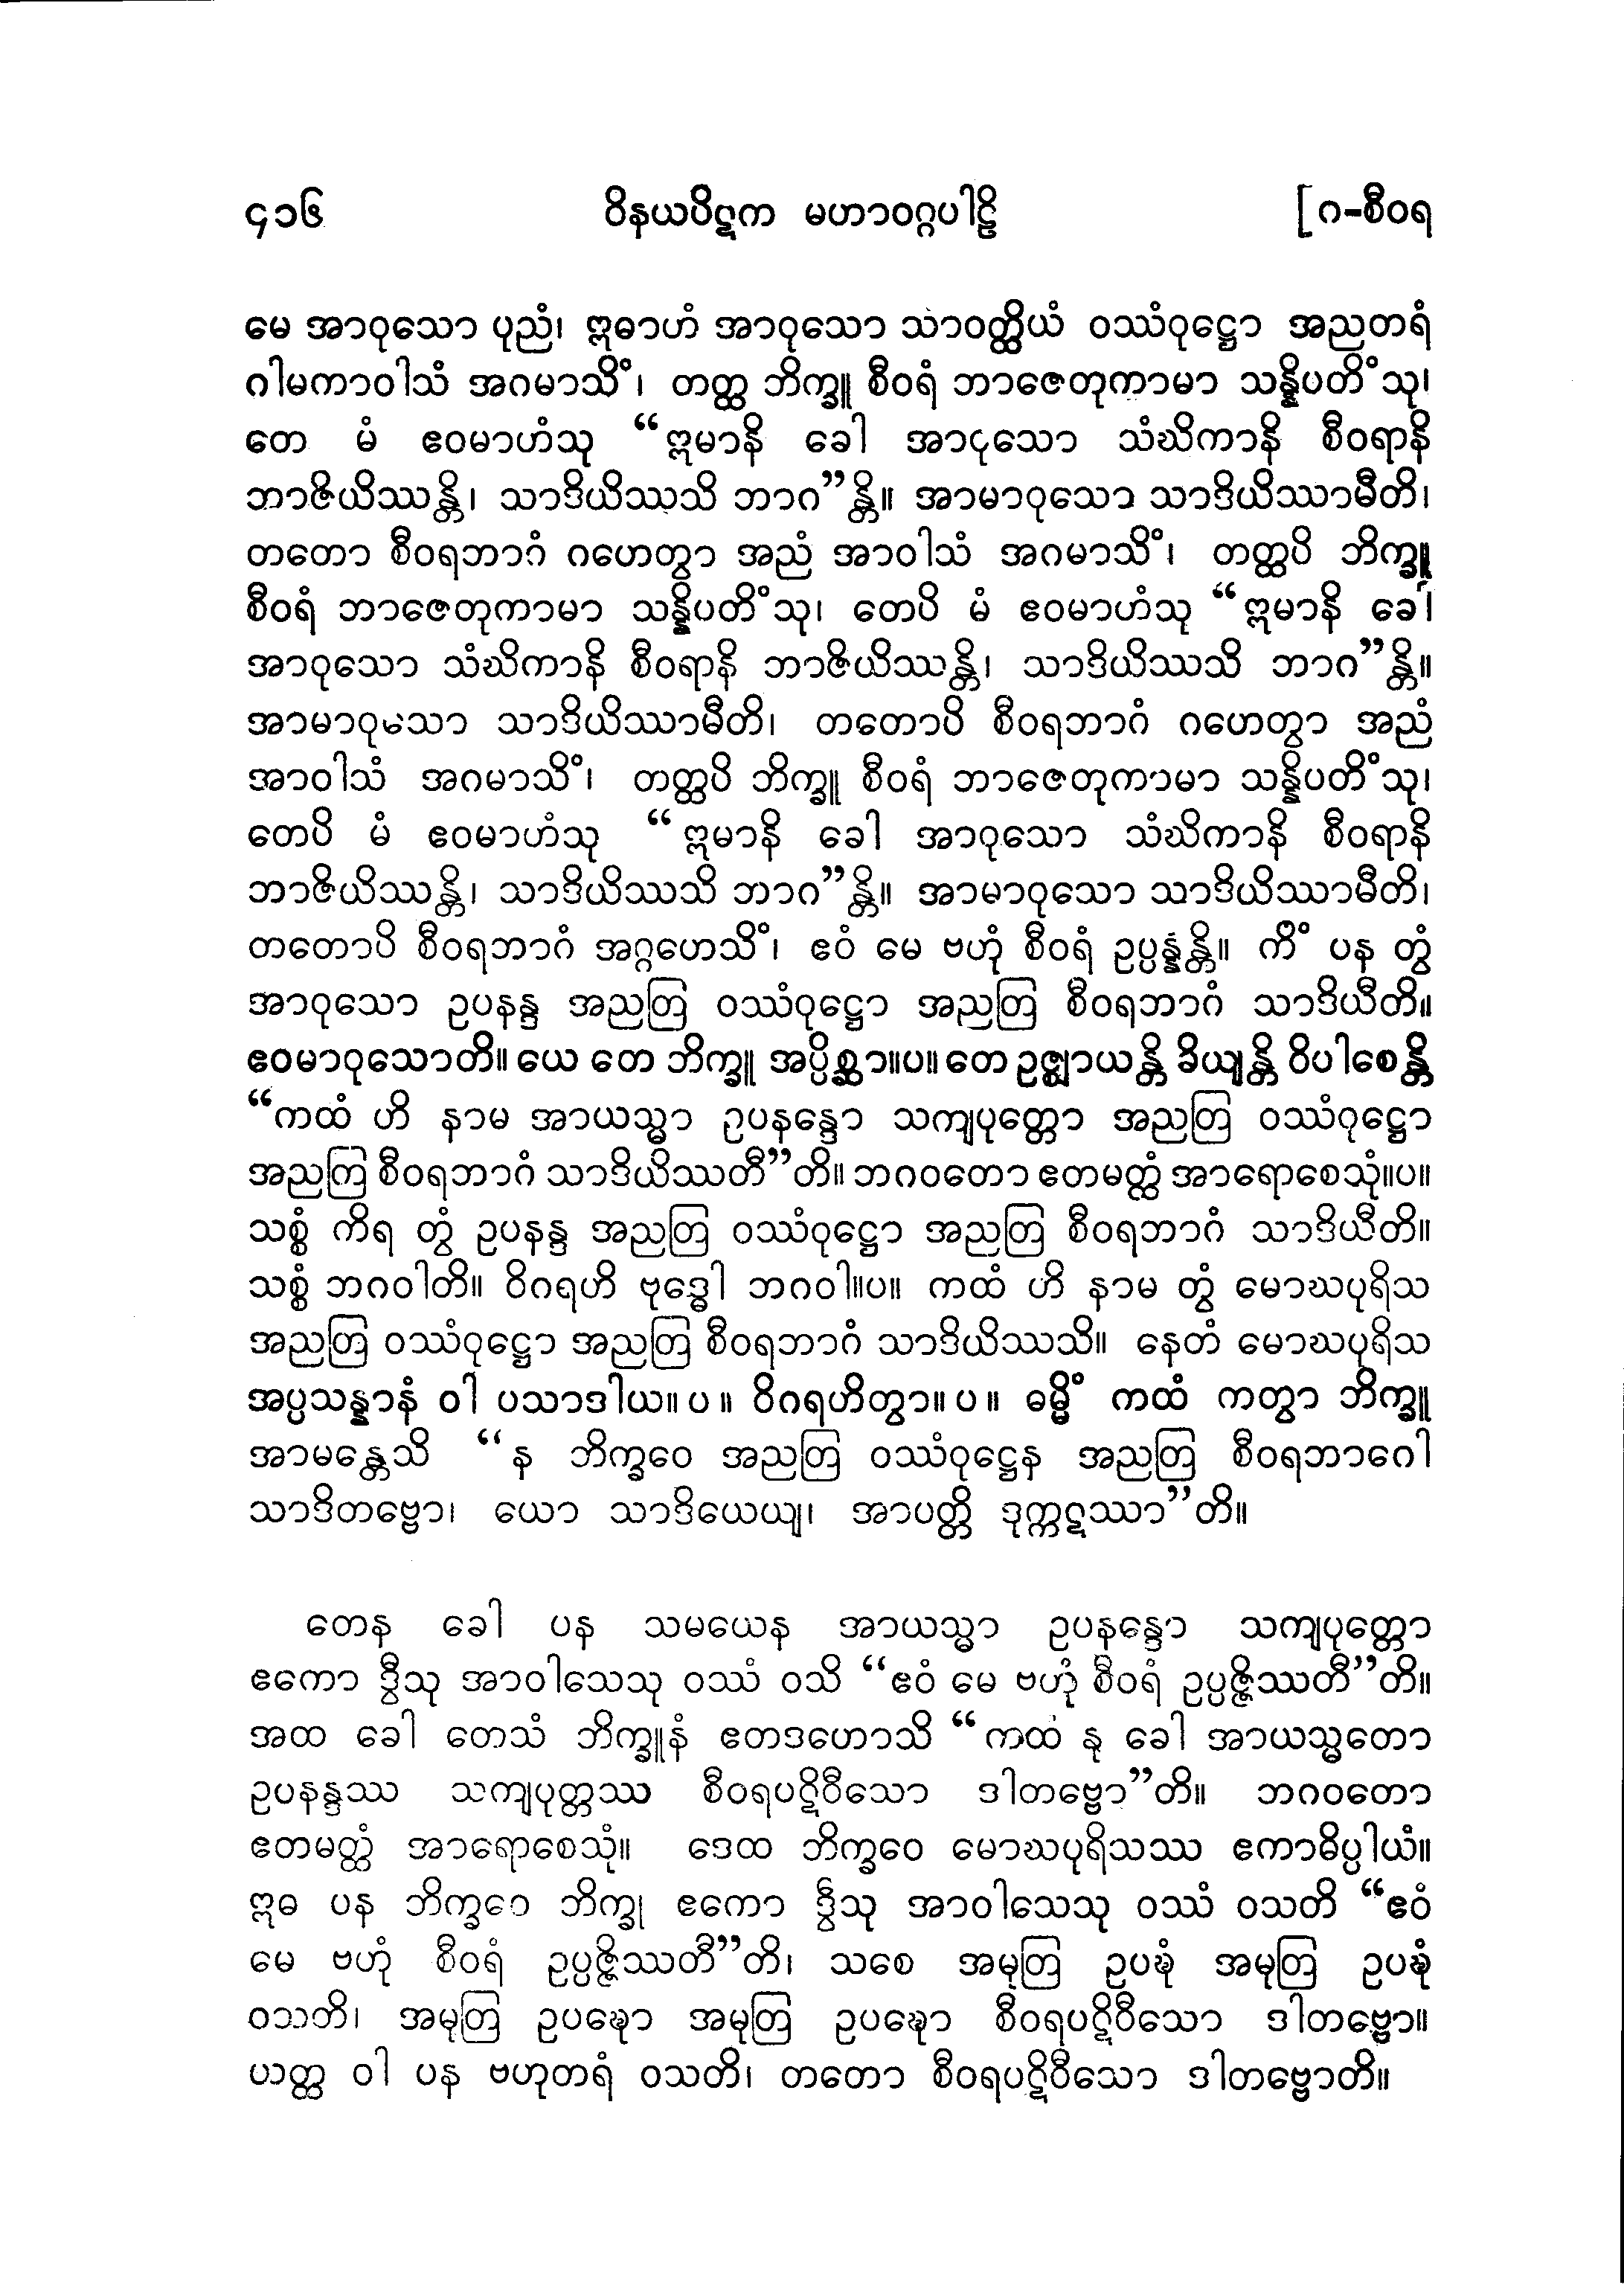 ၄၁၆ ဝိနယပိဋက မဟာဝဂ္ဂပါဠိ [ဂ-စီဝရ
မေ အာဝုသော ပုညံ၊ ဣဓာဟံ အာဝုသော သာဝတ္ထိယံ ဝဿံဝုဋ္ဌော အညတရံ
ဂါမကာဝါသံ အဂမာသိံ၊ တတ္ထ ဘိက္ခူ စီဝရံ ဘာဇေတုကာမာ သန္နိပတိံသု၊
တေ မံ ဧဝမာဟံသု “ဣမာနိ ခေါ အာဝုသော သံဃိကာနိ စီဝရာနိ
ဘာဇိယိဿန္တိ၊ သာဒိယိဿသိ ဘာဂ”န္တိ။ အာမာဝုသော သာဒိယိဿာမီတိ၊
တတော စီဝရဘာဂံ ဂဟေတွာ အညံ အာဝါသံ အဂမာသိံ၊ တတ္ထပိ ဘိက္ခူ
စီဝရံ ဘာဇေတုကာမာ သန္နိပတိံသု၊ တေပိ မံ ဧဝမာဟံသု “ဣမာနိ ခေါ
အာဝုသော သံဃိကာနိ စီဝရာနိ ဘာဇိယိဿန္တိ၊ သာဒိယိဿသိ ဘာဂ”န္တိ။
အာမာဝုသော သာဒိယိဿာမီတိ၊ တတောပိ စီဝရဘာဂံ ဂဟေတွာ အညံ
အာဝါသံ အဂမာသိံ၊ တတ္ထပိ ဘိက္ခူ စီဝရံ ဘာဇေတုကာမာ သန္နိပတိံသု၊
တေပိ မံ ဧဝမာဟံသု “ဣမာနိ ခေါ အာဝုသော သံဃိကာနိ စီဝရာနိ
ဘာဇိယိဿန္တိ၊ သာဒိယိဿသိ ဘာဂ”န္တိ။ အာမာဝုသော သာဒိယိဿာမီတိ၊
တတောပိ စီဝရဘာဂံ အဂ္ဂဟေသိံ၊ ဧဝံ မေ ဗဟုံ စီဝရံ ဥပ္ပန္နံန္တိ။ ကိံ ပန တွံ
အာဝုသော ဥပနန္ဒ အညတြ ဝဿံဝုဋ္ဌော အညတြ စီဝရဘာဂံ သာဒိယီတိ။
ဧဝမာဝုသောတိ။ ယေ တေ ဘိက္ခူ အပ္ပိစ္ဆာ။ပ။ တေ ဥဇ္ဈာယန္တိ ခိယျန္တိ ဝိပါစေန္တိ
“ကထံ ဟိ နာမ အာယသ္မာ ဥပနန္ဒော သကျပုတ္တော အညတြ ဝဿံဝုဋ္ဌော
အညတြ စီဝရဘာဂံ သာဒိယိဿတီ”တိ။ ဘဂဝတော ဧတမတ္ထံ အာရောစေသုံ။ပ။
သစ္စံ ကိရ တွံ ဥပနန္ဒ အညတြ ဝဿံဝုဋ္ဌော အညတြ စီဝရဘာဂံ သာဒိယီတိ။
သစ္စံ ဘဂဝါတိ။ ဝိဂရဟိ ဗုဒ္ဓေါ ဘဂဝါ။ပ။ ကထံ ဟိ နာမ တွံ မောဃပုရိသ
အညတြ ဝဿံဝုဋ္ဌော အညတြ စီဝရဘာဂံ သာဒိယိဿသိ။ နေတံ မောဃပုရိသ
အပ္ပသန္နာနံ ဝါ ပသာဒါယ။ ပ ။ ဝိဂရဟိတွာ။ ပ ။ ဓမ္မိံ ကထံ ကတွာ ဘိက္ခူ
အာမန္တေသိ “န ဘိက္ခဝေ အညတြ ဝဿံဝုဋ္ဌေန အညတြ စီဝရဘာဂေါ
သာဒိတဗ္ဗော၊ ယော သာဒိယေယျ၊ အာပတ္တိ ဒုက္ကဋဿာ”တိ။
တေန ခေါ ပန သမယေန အာယသ္မာ ဥပနန္ဒော သကျပုတ္တော
ဧကော ဒွီသု အာဝါသေသု ဝဿံ ဝသိ “ဧဝံ မေ ဗဟုံ စီဝရံ ဥပ္ပဇ္ဇိဿတီ”တိ။
အထ ခေါ တေသံ ဘိက္ခူနံ ဧတဒဟောသိ “ကထံ နု ခေါ အာယသ္မတော
ဥပနန္ဒဿ သကျပုတ္တဿ စီဝရပဋိဝီသော ဒါတဗ္ဗော”တိ။ ဘဂဝတော
ဧတမတ္ထံ အာရောစေသုံ။ ဒေထ ဘိက္ခဝေ မောဃပုရိသဿ ဧကာဓိပ္ပါယံ။
ဣဓ ပန ဘိက္ခဝေ ဘိက္ခု ဧကော ဒွီသု အာဝါသေသု ဝဿံ ဝသတိ “ဧဝံ
မေ ဗဟုံ စီဝရံ ဥပ္ပဇ္ဇိဿတီ”တိ၊ သစေ အမုတြ ဥပဍ္ဎံ အမုတြ ဥပဍ္ဎံ
ဝသတိ၊ အမုတြ ဥပဍ္ဎော အမုတြ ဥပဍ္ဎော စီဝရပဋိဝီသော ဒါတဗ္ဗော။
ယတ္ထ ဝါ ပန ဗဟုတရံ ဝသတိ၊ တတော စီဝရပဋိဝီသော ဒါတဗ္ဗောတိ။